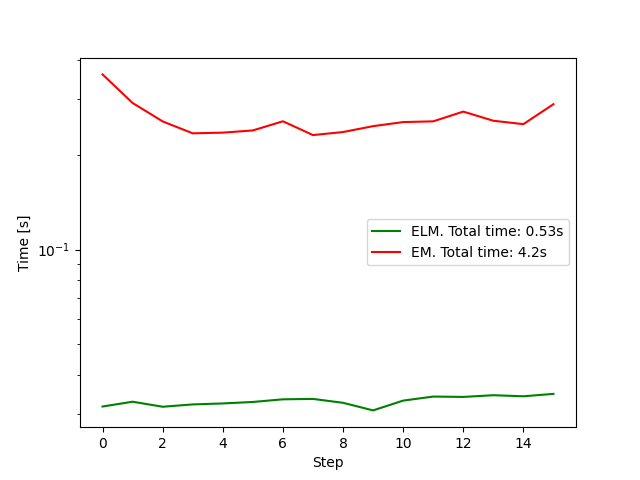 Time [s]
10⁻¹
ELM. Total time: 0.53s
EM. Total time: 4.2s
0 2 4 6 8 10 12 14
Step